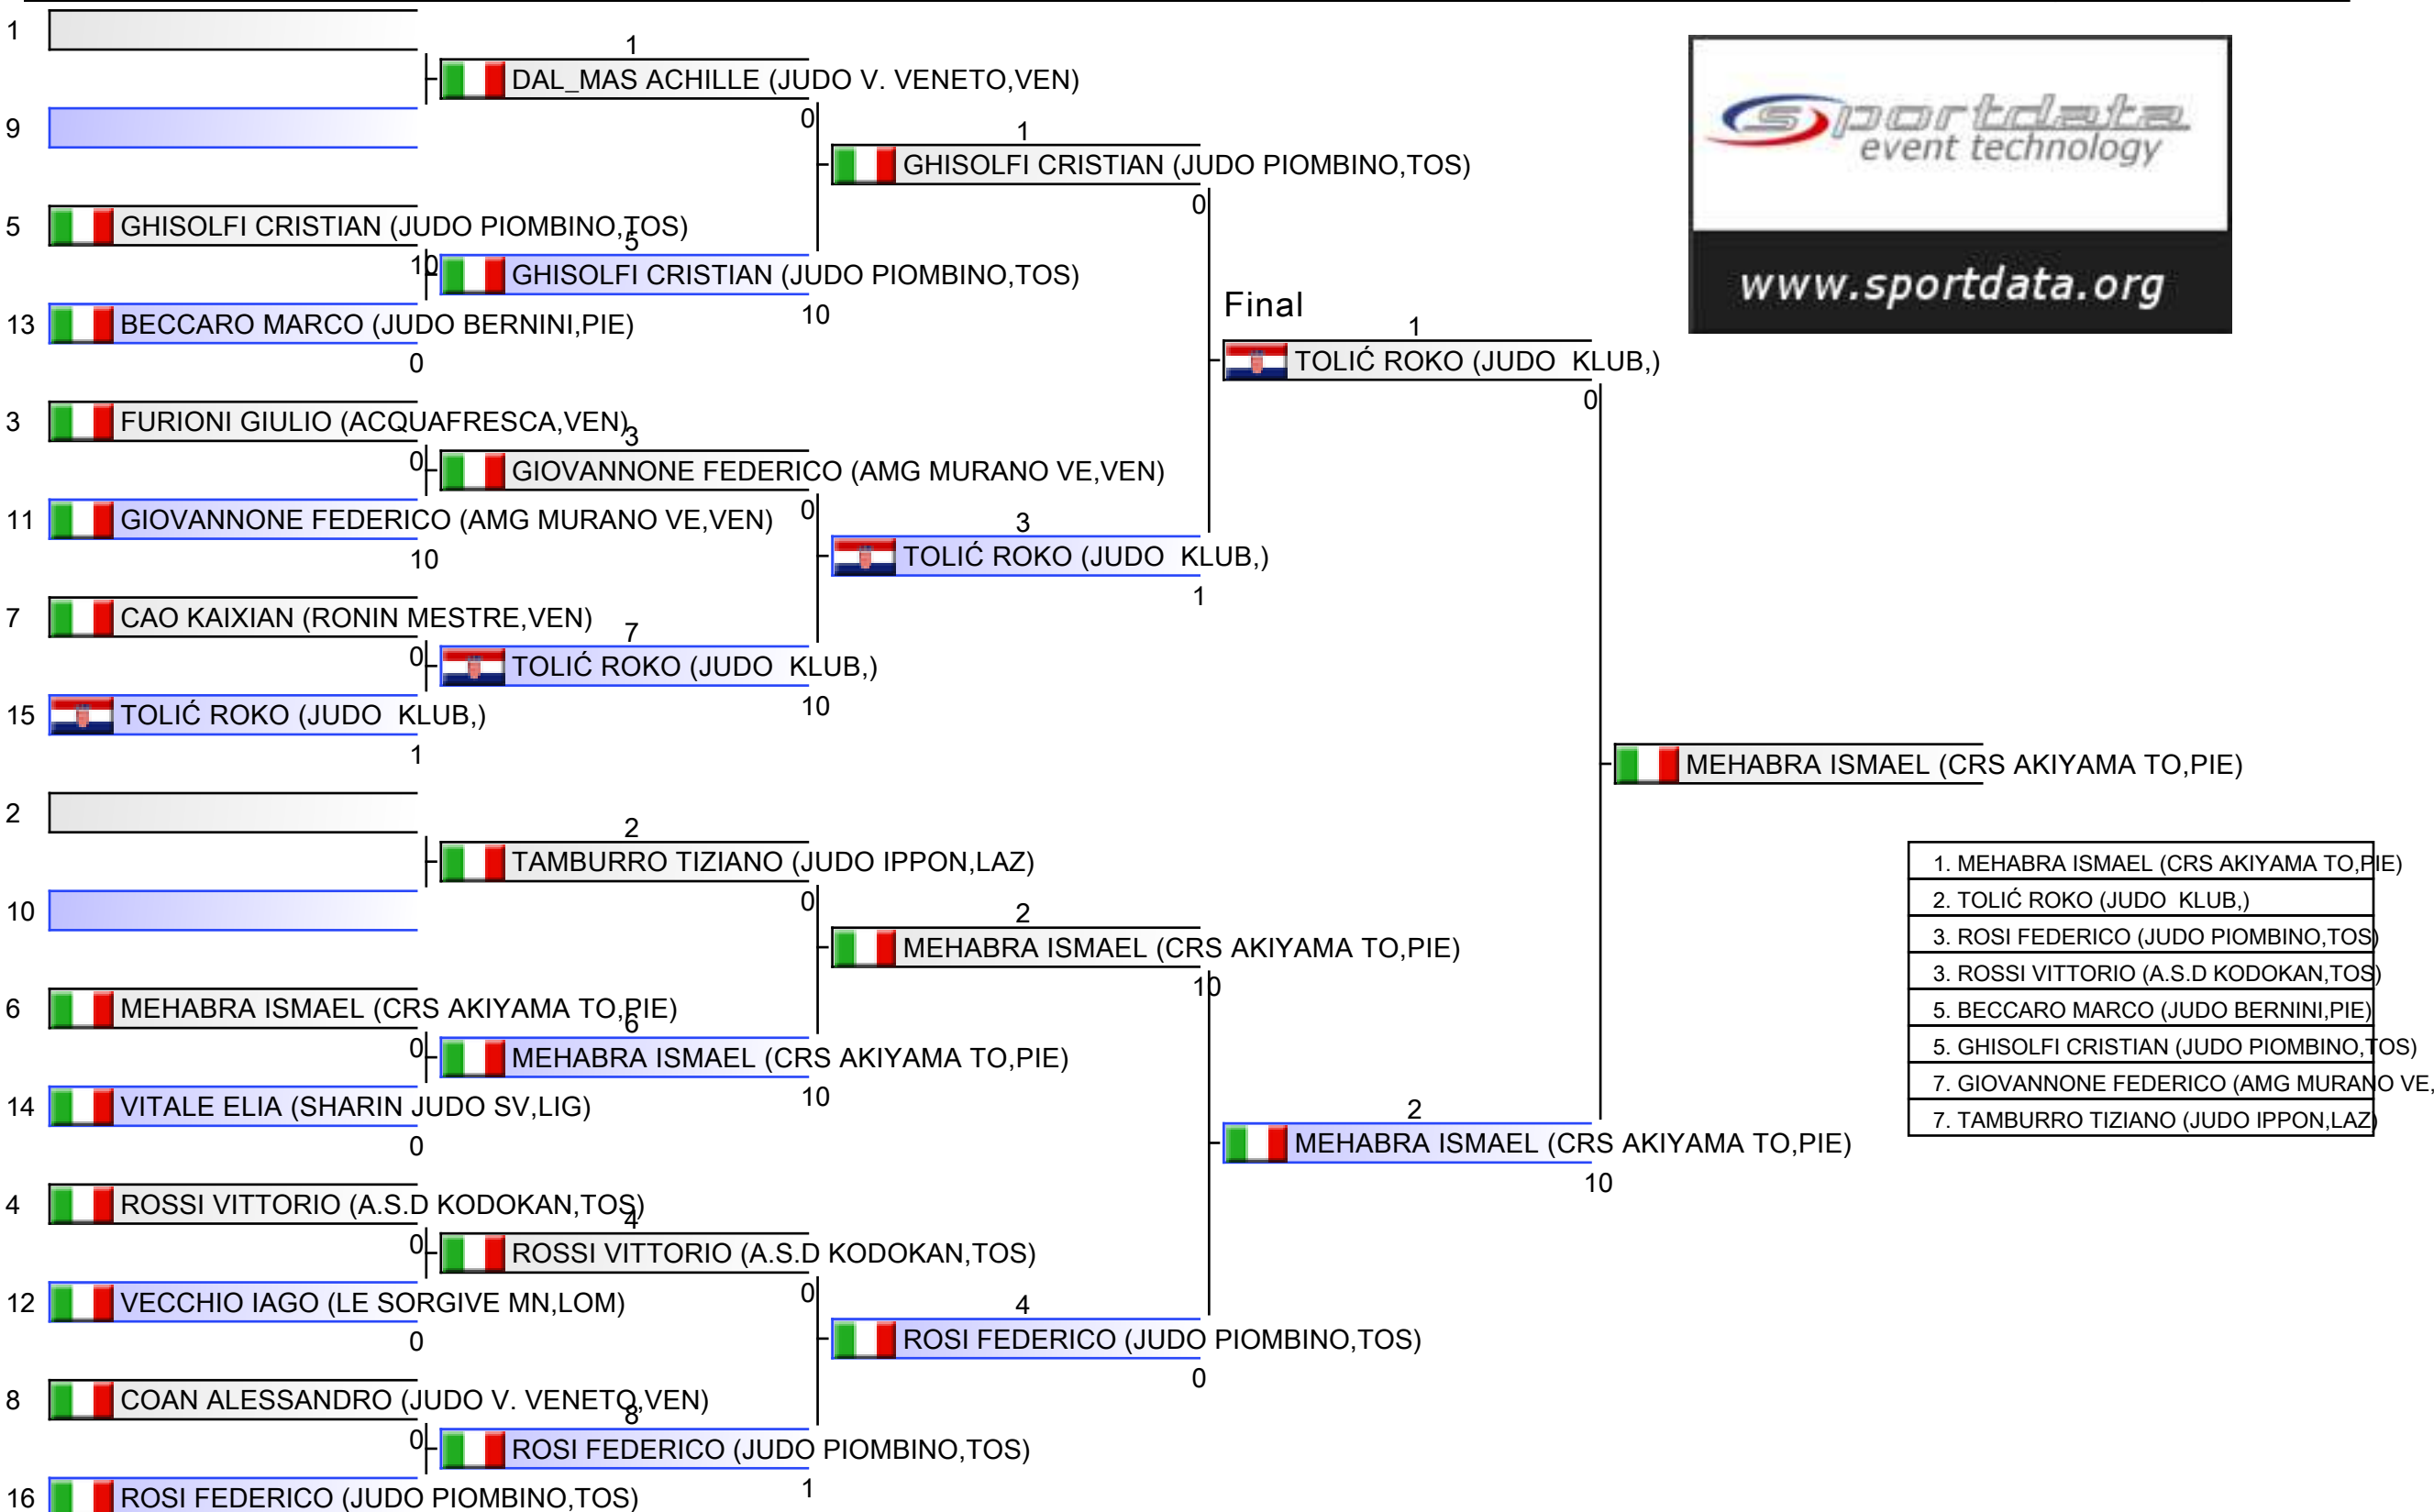 1
1
DAL_MAS ACHILLE (JUDO V. VENETO,VEN)
0
9
1
GHISOLFI CRISTIAN (JUDO PIOMBINO,TOS)
0
5 GHISOLFI CRISTIAN (JUDO PIOMBINO,TOS)
10
5
GHISOLFI CRISTIAN (JUDO PIOMBINO,TOS)
10
13 BECCARO MARCO (JUDO BERNINI,PIE)
0
Final
1
TOLIĆ ROKO (JUDO  KLUB,)
0
3 FURIONI GIULIO (ACQUAFRESCA,VEN)
0
3
GIOVANNONE FEDERICO (AMG MURANO VE,VEN)
0
11 GIOVANNONE FEDERICO (AMG MURANO VE,VEN)
10
3
TOLIĆ ROKO (JUDO  KLUB,)
1
7 CAO KAIXIAN (RONIN MESTRE,VEN)
0
7
TOLIĆ ROKO (JUDO  KLUB,)
10
15 TOLIĆ ROKO (JUDO  KLUB,)
1
MEHABRA ISMAEL (CRS AKIYAMA TO,PIE)
2
2
TAMBURRO TIZIANO (JUDO IPPON,LAZ)
0
10
2
MEHABRA ISMAEL (CRS AKIYAMA TO,PIE)
10
6 MEHABRA ISMAEL (CRS AKIYAMA TO,PIE)
0
6
MEHABRA ISMAEL (CRS AKIYAMA TO,PIE)
10
14 VITALE ELIA (SHARIN JUDO SV,LIG)
0
2
MEHABRA ISMAEL (CRS AKIYAMA TO,PIE)
10
4 ROSSI VITTORIO (A.S.D KODOKAN,TOS)
0
4
ROSSI VITTORIO (A.S.D KODOKAN,TOS)
0
12 VECCHIO IAGO (LE SORGIVE MN,LOM)
0
4
ROSI FEDERICO (JUDO PIOMBINO,TOS)
0
8 COAN ALESSANDRO (JUDO V. VENETO,VEN)
0
8
ROSI FEDERICO (JUDO PIOMBINO,TOS)
1
16 ROSI FEDERICO (JUDO PIOMBINO,TOS)
sportdata
event technology
www.sportdata.org
1. MEHABRA ISMAEL (CRS AKIYAMA TO,PIE)
2. TOLIĆ ROKO (JUDO  KLUB,)
3. ROSI FEDERICO (JUDO PIOMBINO,TOS)
3. ROSSI VITTORIO (A.S.D KODOKAN,TOS)
5. BECCARO MARCO (JUDO BERNINI,PIE)
5. GHISOLFI CRISTIAN (JUDO PIOMBINO,TOS)
7. GIOVANNONE FEDERICO (AMG MURANO VE,
7. TAMBURRO TIZIANO (JUDO IPPON,LAZ)